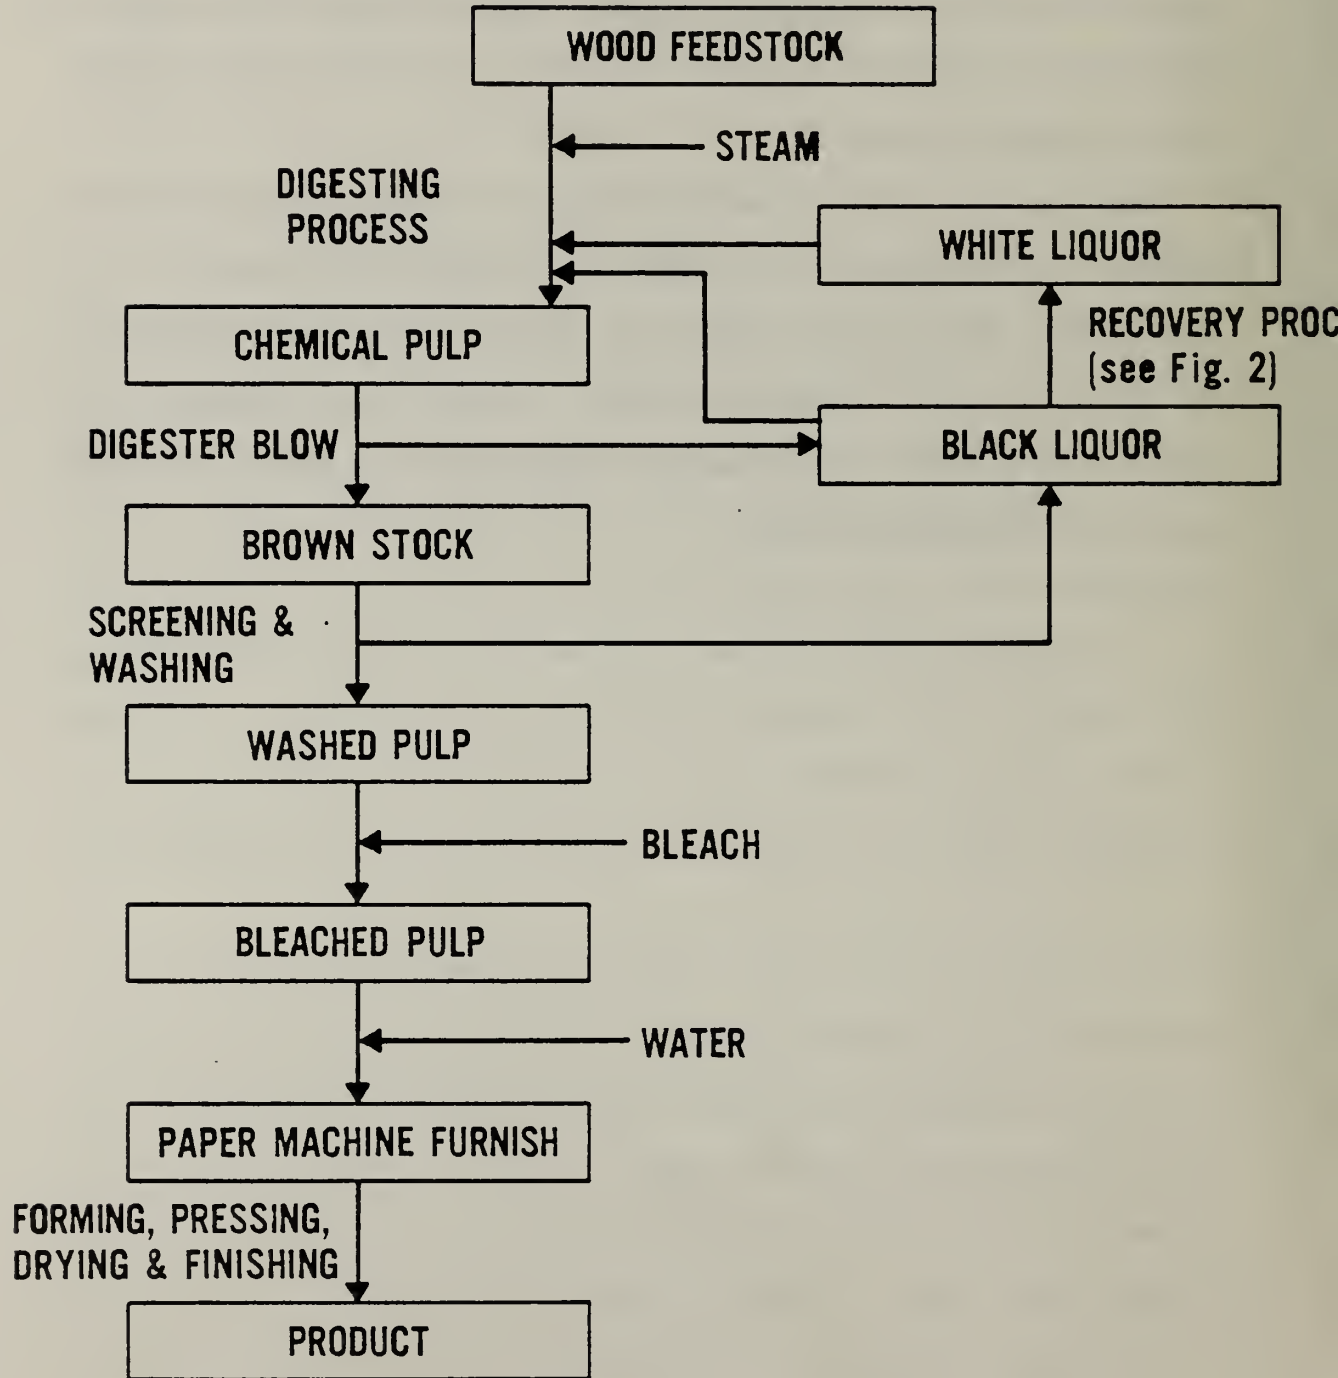 WOOD FEEDSTOCK
STEAM
DIGESTING
PROCESS
WHITE LIQUOR
RECOVERY PROC
(see Fig. 2)
CHEMICAL PULP
DIGESTER BLOW
BLACK LIQUOR
BROWN STOCK
SCREENING &
WASHING
WASHED PULP
BLEACH
BLEACHED PULP
WATER
PAPER MACHINE FURNISH
FORMING, PRESSING,
DRYING & FINISHING
PRODUCT